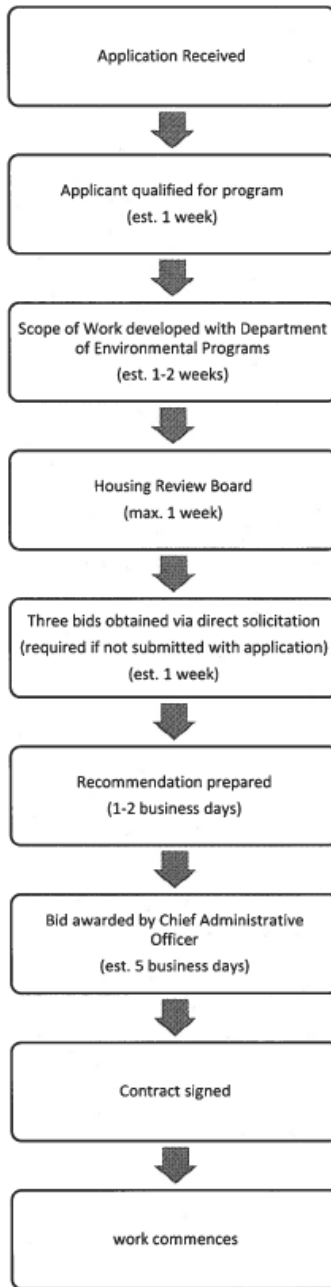 Application Received
Applicant qualified for program
(est. 1 week)
Scope of Work developed with Department
of Environmental Programs
(est. 1-2 weeks)
Housing Review Board
(max. 1 week)
Three bids obtained via direct solicitation
(required if not submitted with application)
(est. 1 week)
Recommendation prepared
(1-2 business days)
Bid awarded by Chief Administrative
Officer
(est. 5 business days)
Contract signed
work commences